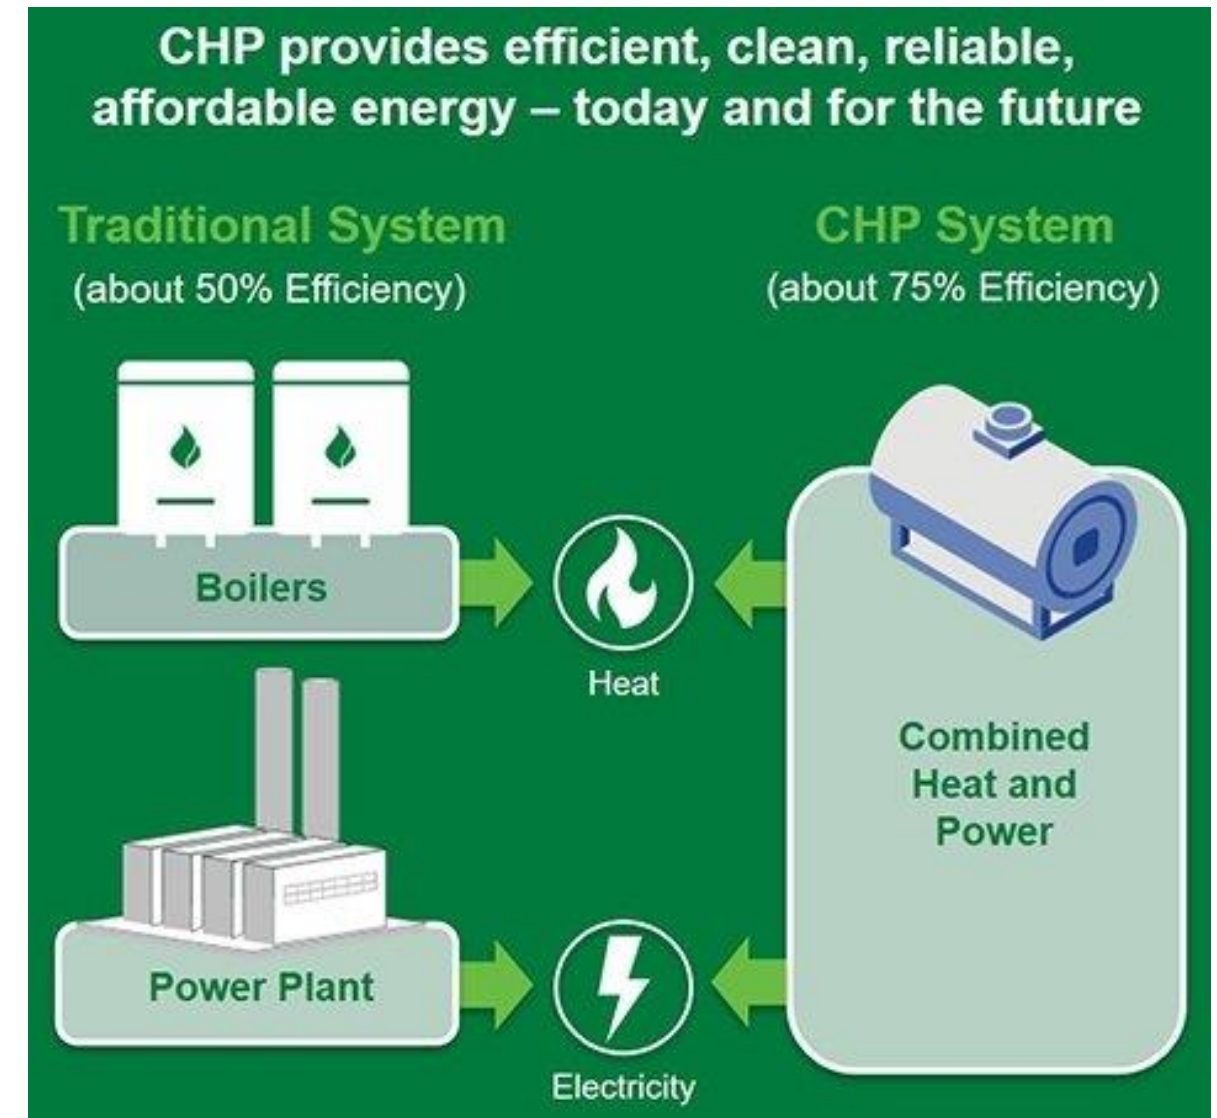 CHP provides efficient, clean, reliable,
affordable energy – today and for the future
Traditional System
(about 50% Efficiency)
CHP System
(about 75% Efficiency)
Boilers
Heat
Combined
Heat and
Power
Power Plant
Electricity